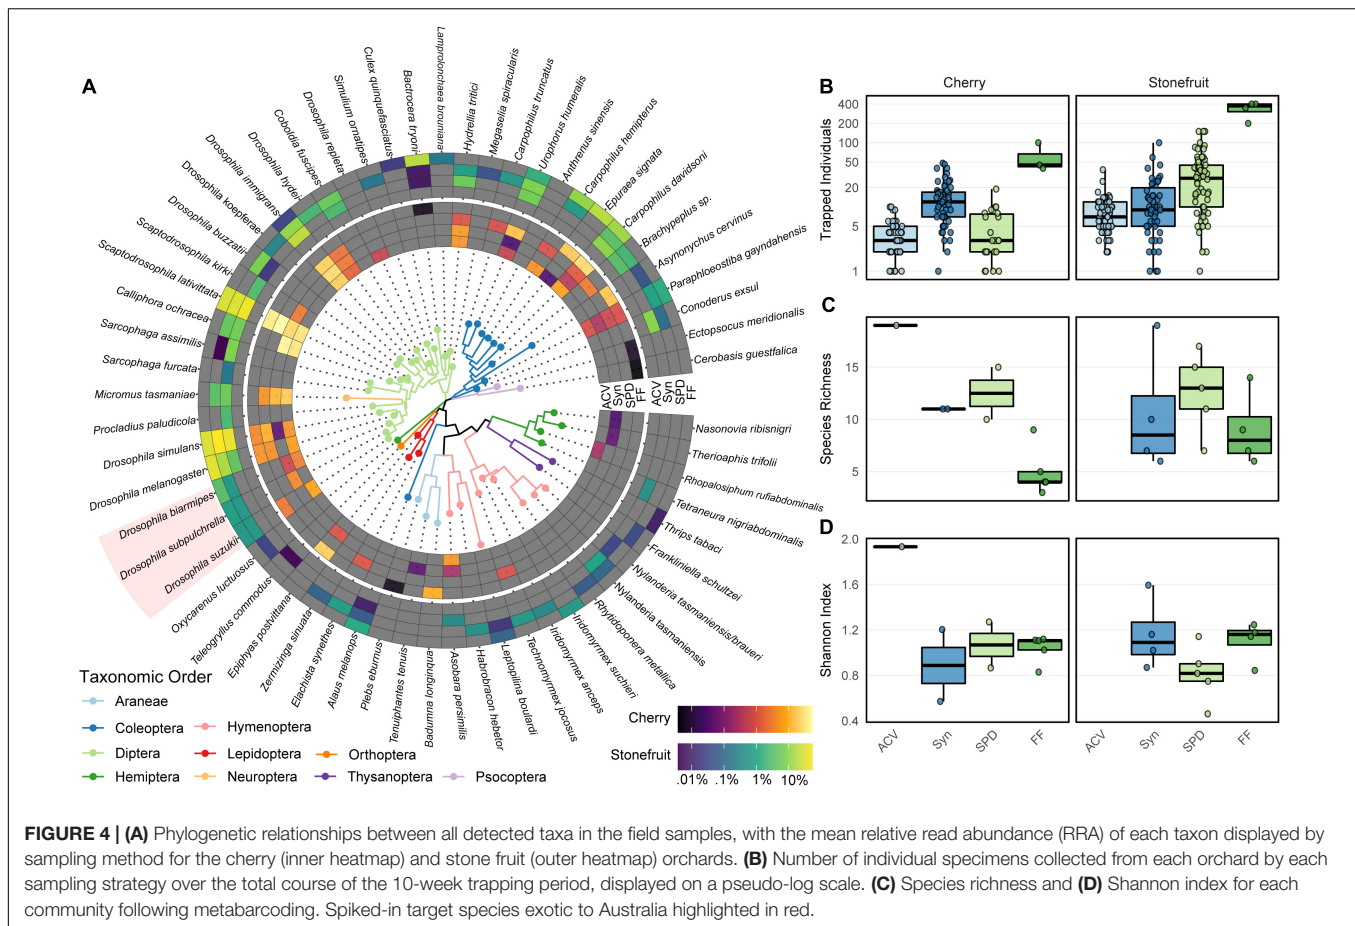 A
Lamprolonchaea brouniana
Bactrocera tryoni
Culex quinquefasciatus
Simulium ornatipes
Drosophila repleta
Coboldia fuscipes
Drosophila hydei
Drosophila immigrans
Drosophila koepferae
Drosophila buzzatii
Scaptodrosophila kirki
Scaptodrosophila lativittata
Calliphora ochracea
Sarcophaga assimilis
Sarcophaga furcata
Micromus tasmaniae
Procladius paludicola
Drosophila simulans
Drosophila melanogaster
Drosophila biarmipes
Drosophila subpulchrella
Drosophila suzukii
Oxycarenus luctuosus
Teleogryllus commodus
Epiphyas postvittana
Zermizinga sinuata
Elachista synethes
Alaus melanops
Plebs eburnus
Tenuiphantes tenuis
Badumna longinqua
Asobara persimilis
Habrobracon hebetor
Leptopilina boulardi
Technomyrmex jocosus
Iridomyrmex anceps
Iridomyrmex suchieri
Rhytidoponera metallica
Nylanderia tasmaniensis
Nylanderia tasmaniensis/braueri
Frankliniella schultzei
Thrips tabaci
Tetraneura nigriabdominalis
Rhopalosiphum rufiabdominalis
Therioaphis trifolii
Nasonovia ribisnigri
Cerobasis guestfalica
Ectopsocus meridionalis
Conoderus exsul
Paraphloeostiba gayndahensis
Asynonychus cervinus
Brachypeplus sp.
Carpophilus davidsoni
Epuraea signata
Carpophilus hemipterus
Anthrenus sinensis
Urophorus humeralis
Carpophilus truncatus
Megaselia spiracularis
Hydrellia tritici
ACV
Syn
SPD
FF
ACV
Syn
SPD
FF
Taxonomic Order
Araneae
Coleoptera
Hymenoptera
Diptera
Lepidoptera
Orthoptera
Hemiptera
Neuroptera
Thysanoptera
Psocoptera
Cherry
Stonefruit
.01% .1% 1% 10%
B
Cherry
Stonefruit
Trapped Individuals
400
200
100
50
20
5
1
C
Species Richness
15
10
5
D
Shannon Index
2.0
1.6
1.2
0.8
0.4
ACV Syn SPD FF
ACV Syn SPD FF
FIGURE 4 | (A) Phylogenetic relationships between all detected taxa in the field samples, with the mean relative read abundance (RRA) of each taxon displayed by
sampling method for the cherry (inner heatmap) and stone fruit (outer heatmap) orchards. (B) Number of individual specimens collected from each orchard by each
sampling strategy over the total course of the 10-week trapping period, displayed on a pseudo-log scale. (C) Species richness and (D) Shannon index for each
community following metabarcoding. Spiked-in target species exotic to Australia highlighted in red.